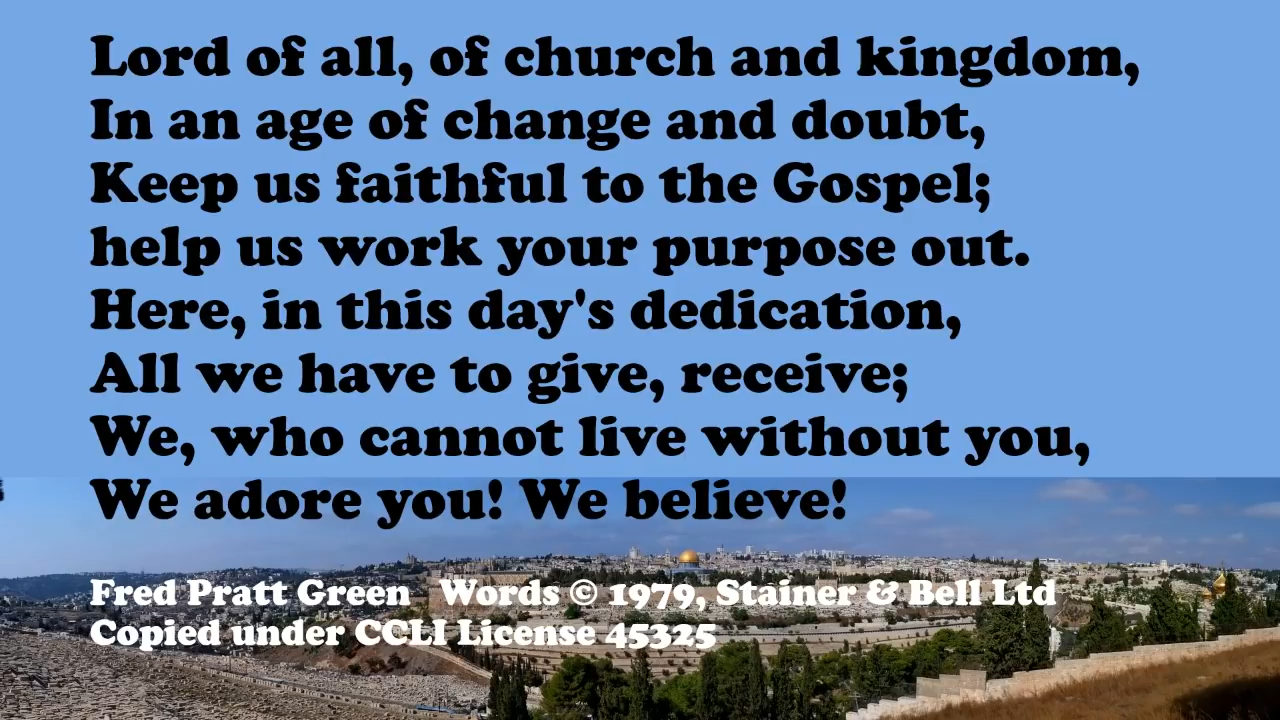 Lord of all, of church and kingdom,
In an age of change and doubt,
Keep us faithful to the Gospel;
help us work your purpose out.
Here, in this day's dedication,
All we have to give, receive;
We, who cannot live without you,
We adore you! We believe!
Fred Pratt Green Words © 1979, Stainer & Bell Ltd
Copied under CCLI License 45325